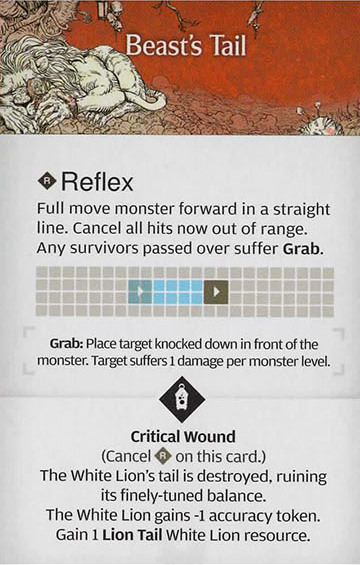 Beast's Tail
R Reflex
Full move monster forward in a straight
line. Cancel all hits now out of range.
Any survivors passed over suffer Grab.
Grab: Place target knocked down in front of the
monster. Target suffers 1 damage per monster level.
Critical Wound
(Cancel R on this card.)
The White Lion's tail is destroyed, ruining
its finely-tuned balance.
The White Lion gains -1 accuracy token.
Gain 1 Lion Tail White Lion resource.